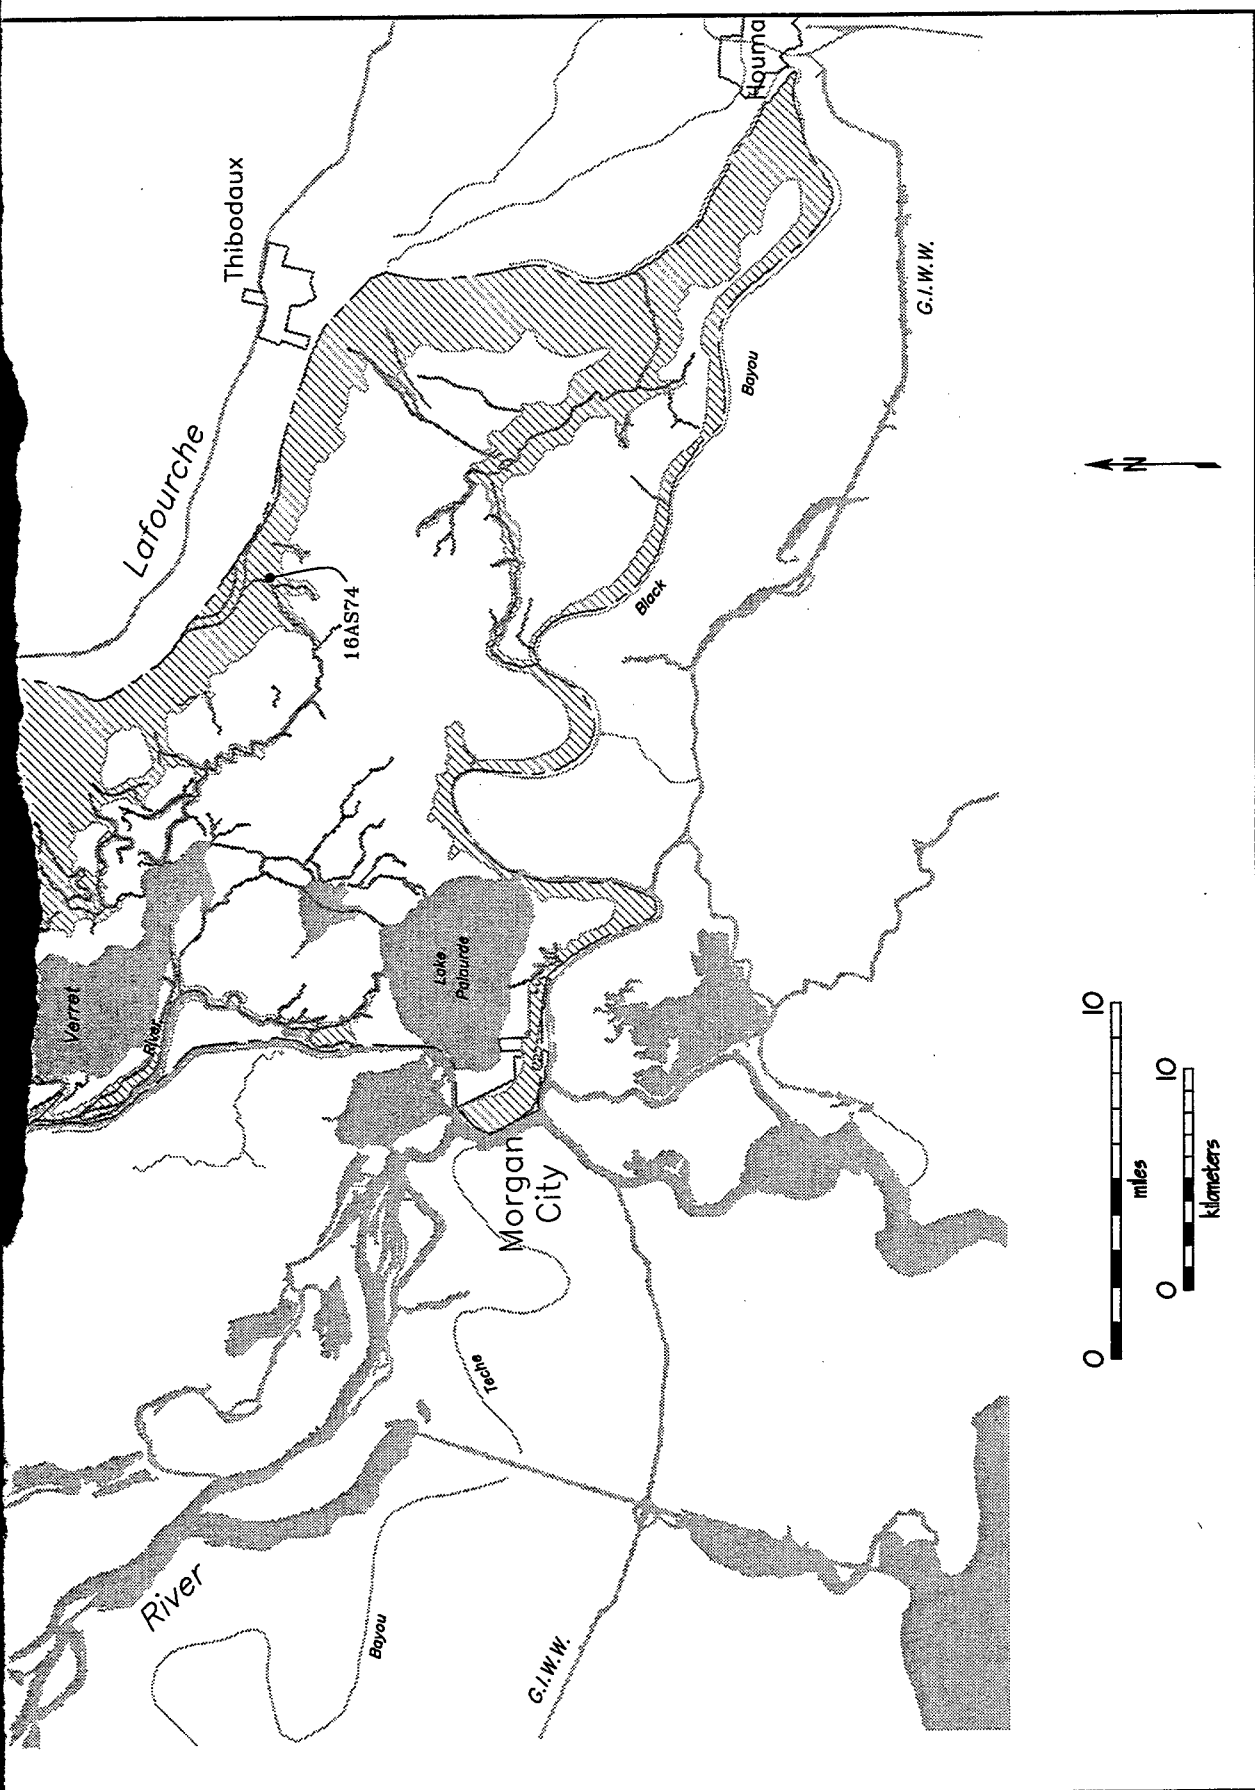 Houma
Thibodaux
Lafourche
16AS74
G.I.W.W.
Bayou
Black
N
Verret
River
Lake
Palourde
Morgan
City
Teche
River
Bayou
G.I.W.W.
0 10
miles
0 10
kilometers